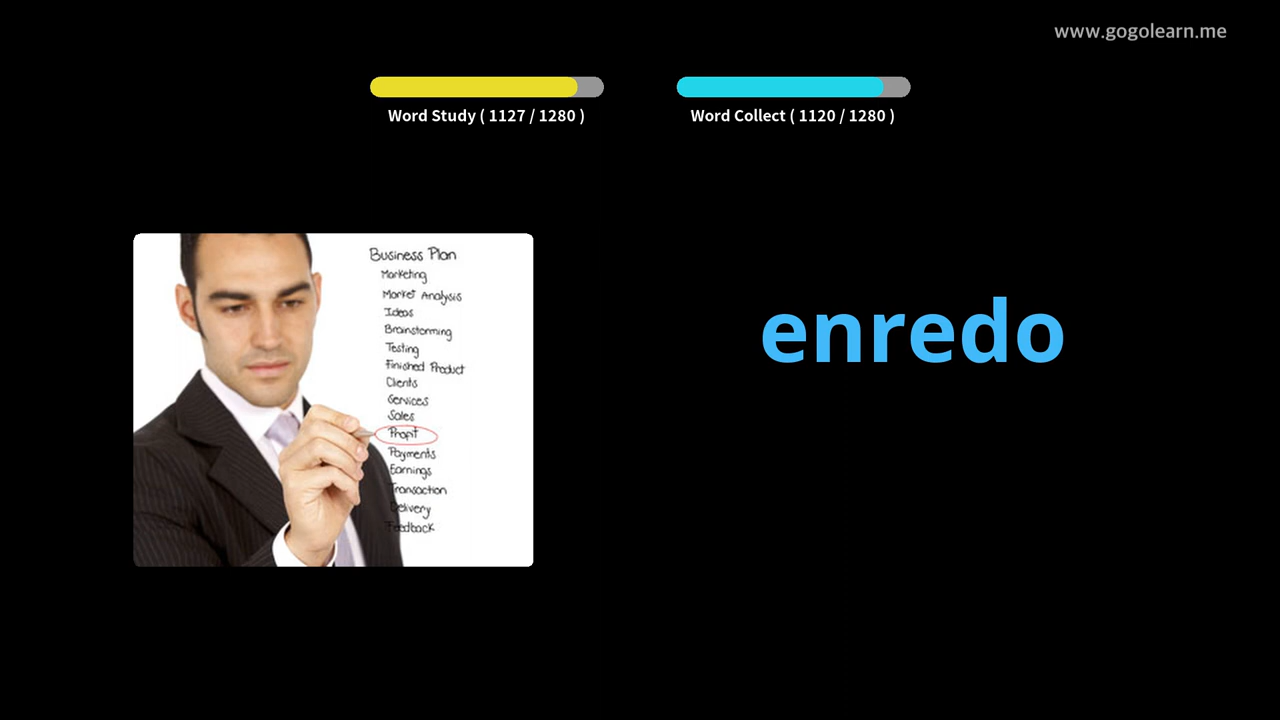 www.gogolearn.me
Word Study ( 1127 / 1280 )
Word Collect ( 1120 / 1280 )
Business Plan
Marketing
Market Analysis
Ideas
Brainstorming
Testing
Finished Product
Clients
Services
Sales
Profit
Payments
Earnings
Transaction
Delivery
Feedback
enredo